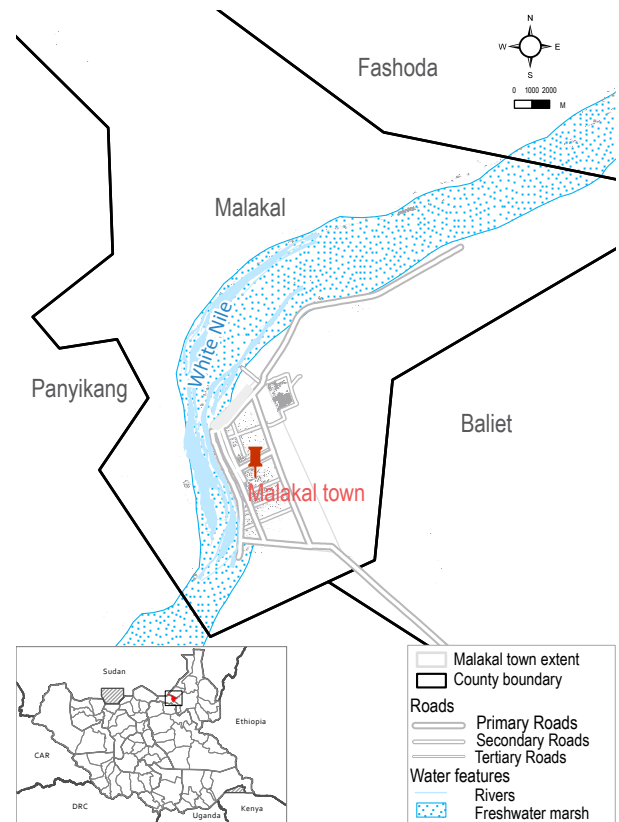 N
W E
S
Fashoda
0 1000 2000
M
Malakal
White Nile
Panyikang
Baliet
Malakal town
Sudan
Ethiopia
CAR
DRC
Uganda
Kenya
Malakal town extent
County boundary
Roads
Primary Roads
Secondary Roads
Tertiary Roads
Water features
Rivers
Freshwater marsh